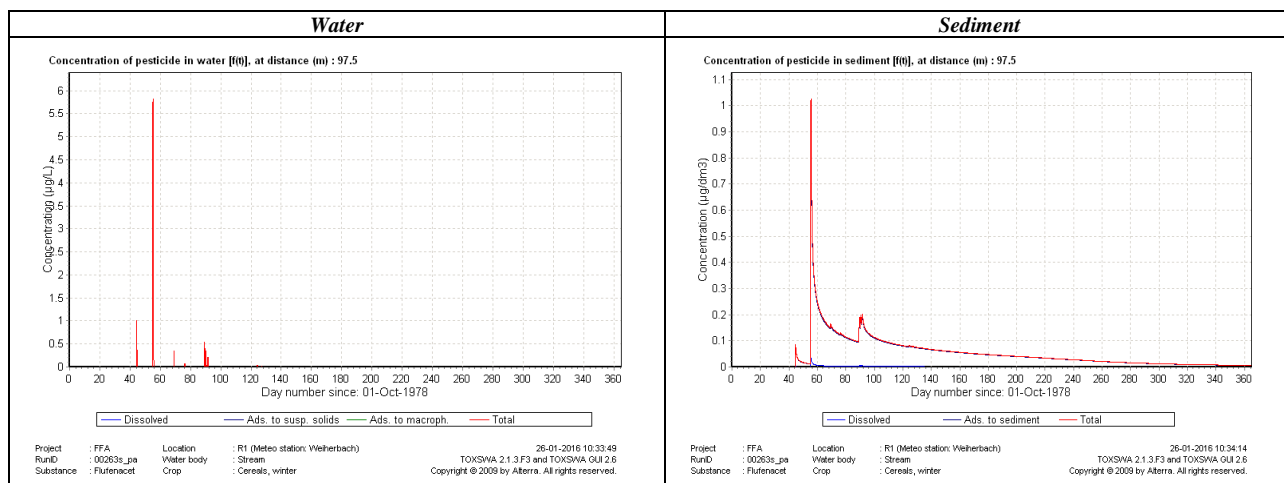 Water
Sediment
Concentration of pesticide in water [f(t)], at distance (m) : 97.5
6
5.5
5
4.5
4
3.5
3
2.5
2
1.5
1
0.5
0
Concentration (µg/L)
0 20 40 60 80 100 120 140 160 180 200 220 240 260 280 300 320 340 360
Day number since: 01-Oct-1978
Dissolved Ads. to susp. solids Ads. to macroph. Total
Project : FFA Location : R1 (Meteo station: Weiherbach) 26-01-2016 10:33:49
RunID : 00263s_pa Water body : Stream TOXSWA 2.1.3.F3 and TOXSWA GUI 2.6
Substance : Flufenacet Crop : Cereals, winter Copyright © 2009 by Alterra. All rights reserved.
Concentration of pesticide in sediment [f(t)], at distance (m) : 97.5
1.1
1
0.9
0.8
0.7
0.6
0.5
0.4
0.3
0.2
0.1
0
Concentration (µg/dm3)
0 20 40 60 80 100 120 140 160 180 200 220 240 260 280 300 320 340 360
Day number since: 01-Oct-1978
Dissolved Ads. to sediment Total
Project : FFA Location : R1 (Meteo station: Weiherbach) 26-01-2016 10:34:14
RunID : 00263s_pa Water body : Stream TOXSWA 2.1.3.F3 and TOXSWA GUI 2.6
Substance : Flufenacet Crop : Cereals, winter Copyright © 2009 by Alterra. All rights reserved.